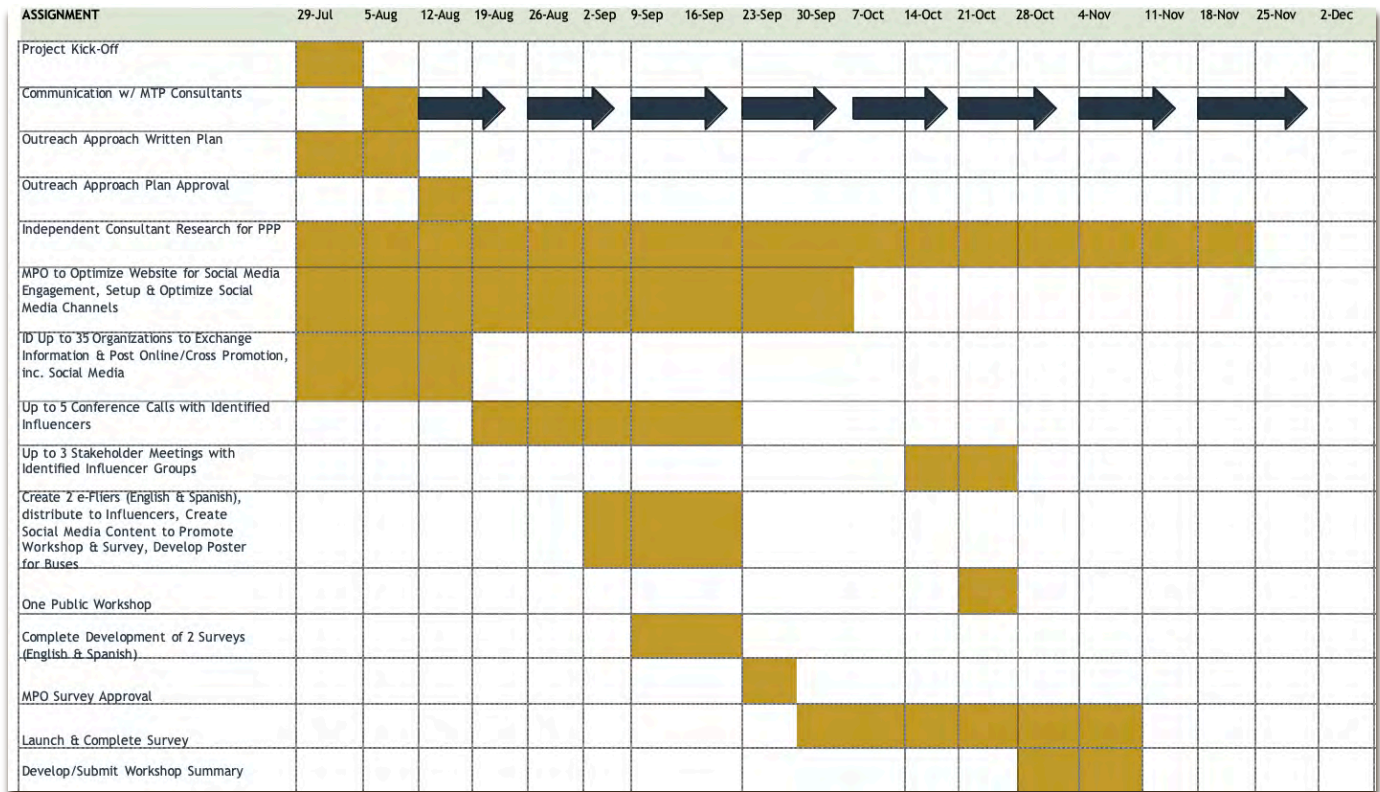 ASSIGNMENT 29-Jul 5-Aug 12-Aug 19-Aug 26-Aug 2-Sep 9-Sep 16-Sep 23-Sep 30-Sep 7-Oct 14-Oct 21-Oct 28-Oct 4-Nov 11-Nov 18-Nov 25-Nov 2-Dec
Project Kick-Off
Communication w/ MTP Consultants
Outreach Approach Written Plan
Outreach Approach Plan Approval
Independent Consultant Research for PPP
MPO to Optimize Website for Social Media
Engagement, Setup & Optimize Social
Media Channels
ID Up to 35 Organizations to Exchange
Information & Post Online/Cross Promotion,
inc. Social Media
Up to 5 Conference Calls with Identified
Influencers
Up to 3 Stakeholder Meetings with
Identified Influencer Groups
Create 2 e-Fliers (English & Spanish),
distribute to Influencers, Create
Social Media Content to Promote
Workshop & Survey, Develop Poster
for Buses
One Public Workshop
Complete Development of 2 Surveys
(English & Spanish)
MPO Survey Approval
Launch & Complete Survey
Develop/Submit Workshop Summary